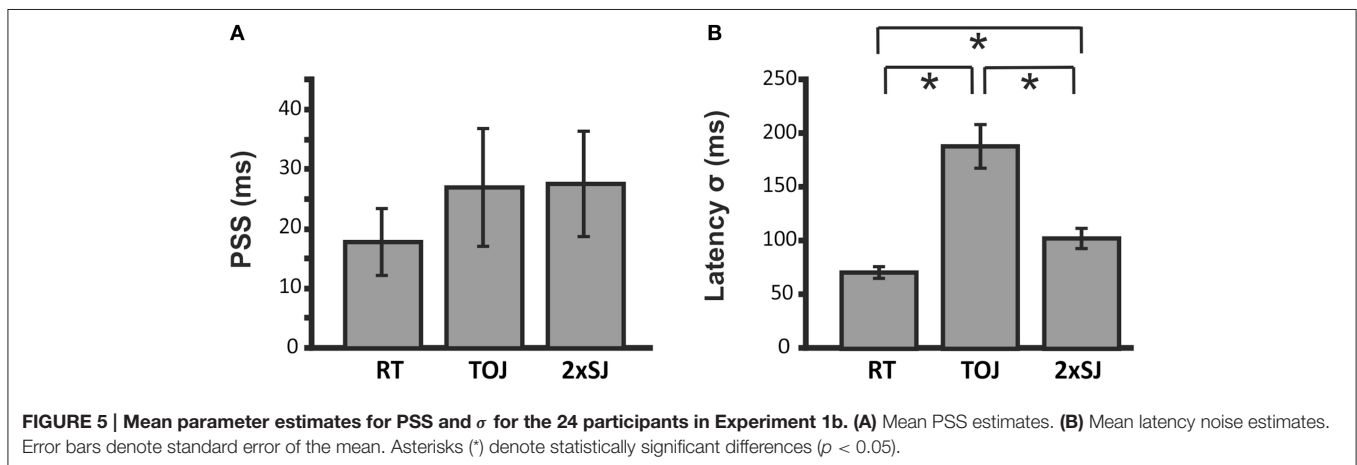 A
PSS (ms)
40
30
20
10
0
RT TOJ 2xSJ
B
*
* *
Latency σ (ms)
250
200
150
100
50
0
RT TOJ 2xSJ
FIGURE 5 | Mean parameter estimates for PSS and σ for the 24 participants in Experiment 1b. (A) Mean PSS estimates. (B) Mean latency noise estimates.
Error bars denote standard error of the mean. Asterisks (*) denote statistically significant differences (p < 0.05).